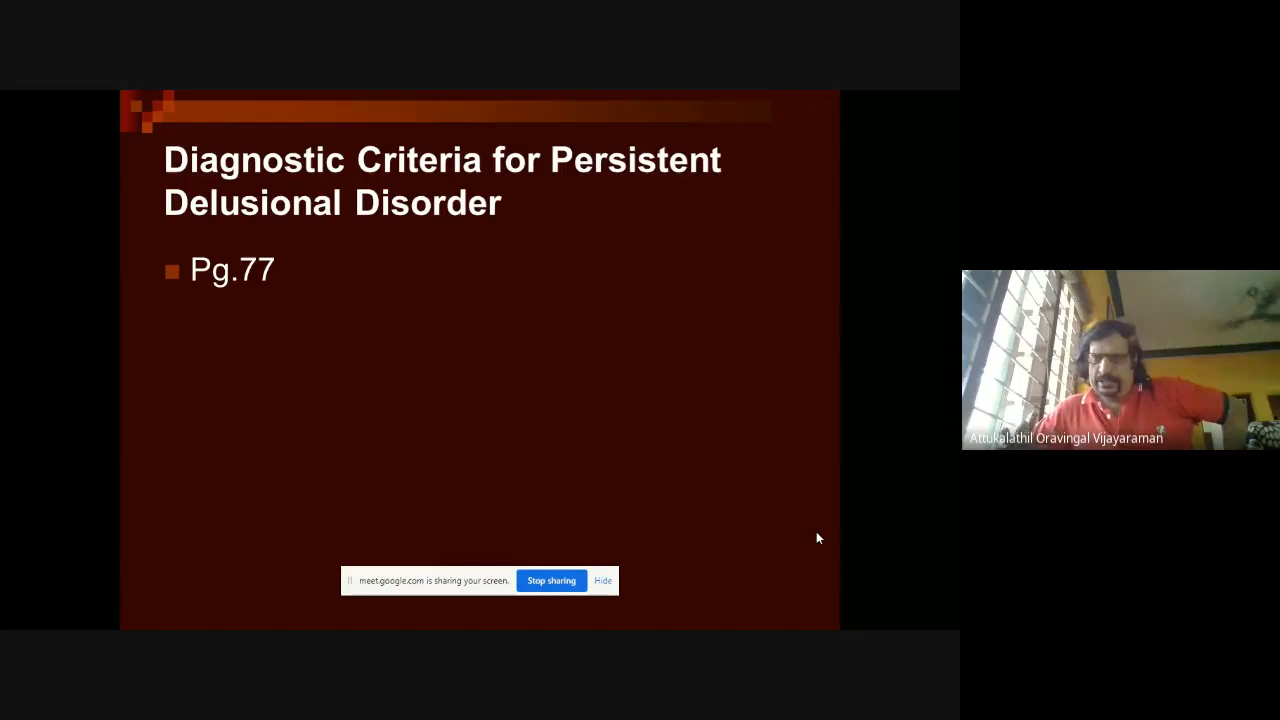 Diagnostic Criteria for Persistent
Delusional Disorder
Pg.77
meet.google.com is sharing your screen.
Stop sharing
Hide
Attukalathil Oravingal Vijayaraman